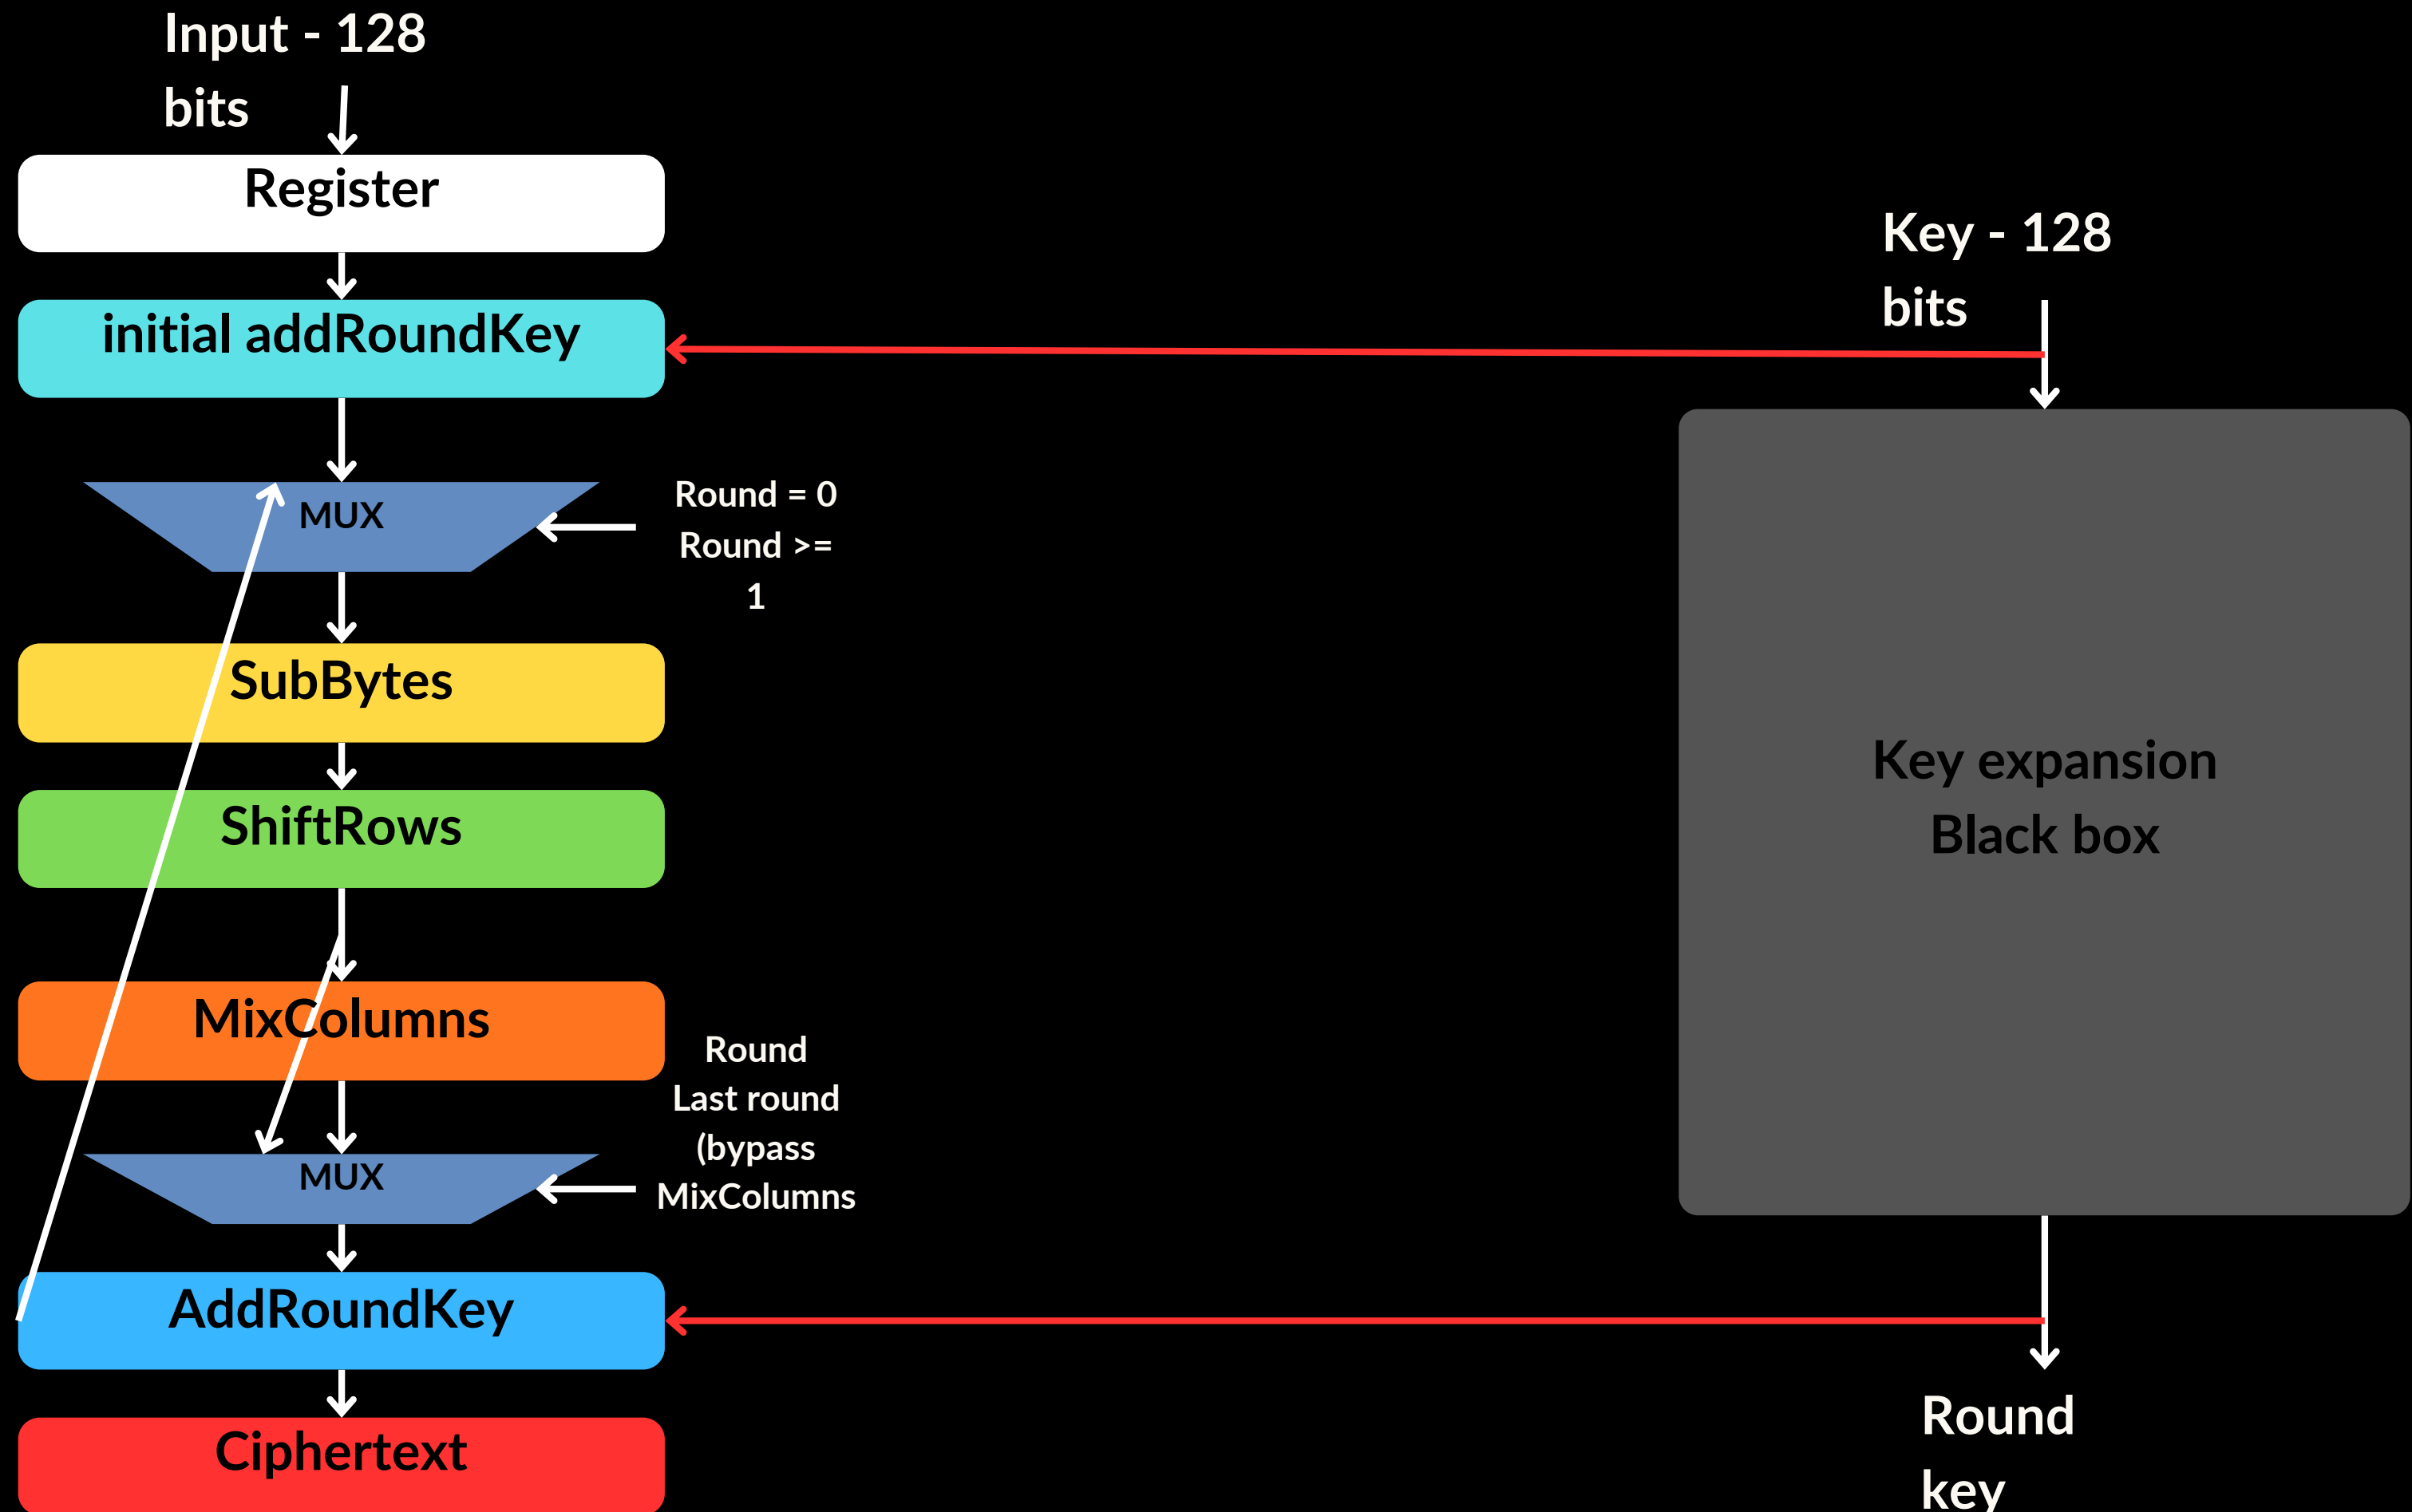 Input - 128
bits
Register
initial addRoundKey
MUX
Round = 0
Round >=
1
SubBytes
ShiftRows
MixColumns
Round
Last round
(bypass
MixColumns
MUX
AddRoundKey
Ciphertext
Key - 128
bits
Key expansion
Black box
Round
key